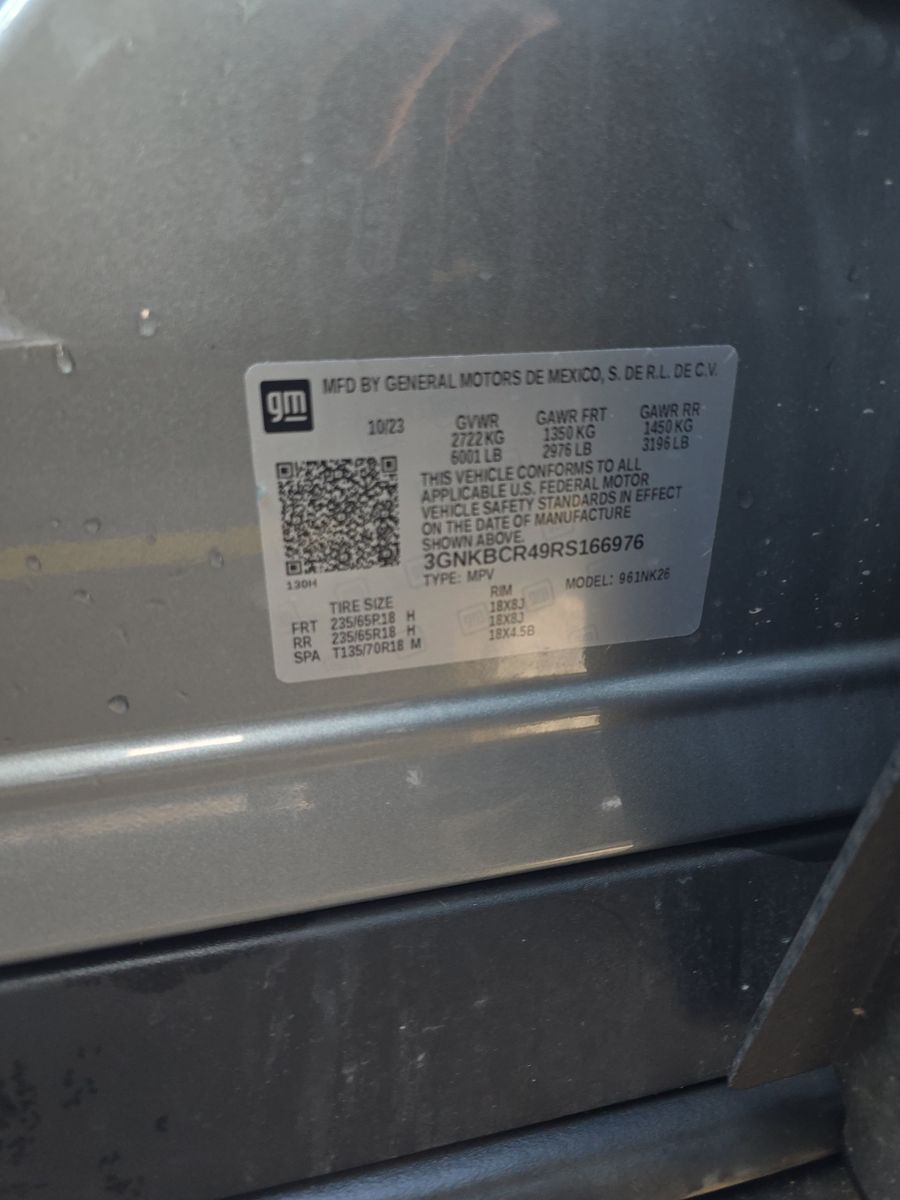 gm MFD BY GENERAL MOTORS DE MEXICO, S. DE R.L. DE C.V.
10/23 GVWR GAWR FRT GAWR RR
2722 KG 1350 KG 1450 KG
6001 LB 2976 LB 3196 LB
THIS VEHICLE CONFORMS TO ALL
APPLICABLE U.S. FEDERAL MOTOR
VEHICLE SAFETY STANDARDS IN EFFECT
ON THE DATE OF MANUFACTURE
SHOWN ABOVE.
3GNKBCR49RS166976
130H TYPE: MPV MODEL: 961NK26
TIRE SIZE RIM
FRT 235/65R18 H 18X8J
RR 235/65R18 H 18X8J
SPA T135/70R18 M 18X4.5B